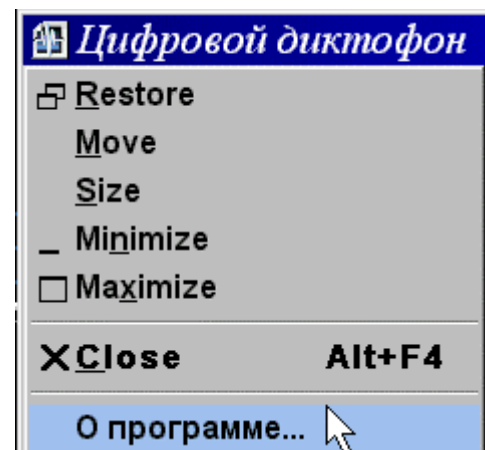 Цифровой диктофон
Restore
Move
Size
Minimize
Maximize
Close Alt+F4
О программе...